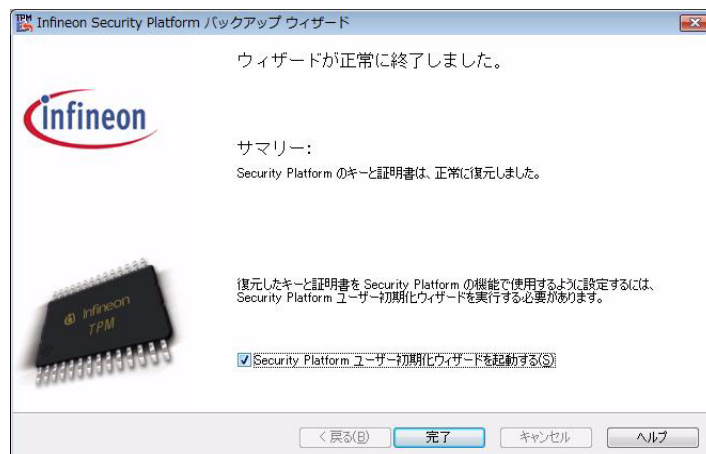 Infineon Security Platform バックアップ ウィザード
ウィザードが正常に終了しました。
infineon
サマリー:
Security Platform のキーと証明書は、正常に復元しました。
復元したキーと証明書を Security Platform の機能で使用するように設定するには、
Security Platform ユーザー初期化ウィザードを実行する必要があります。
infineon
TPM
Security Platform ユーザー初期化ウィザードを起動する(S)
< 戻る(B)
完了
キャンセル
ヘルプ